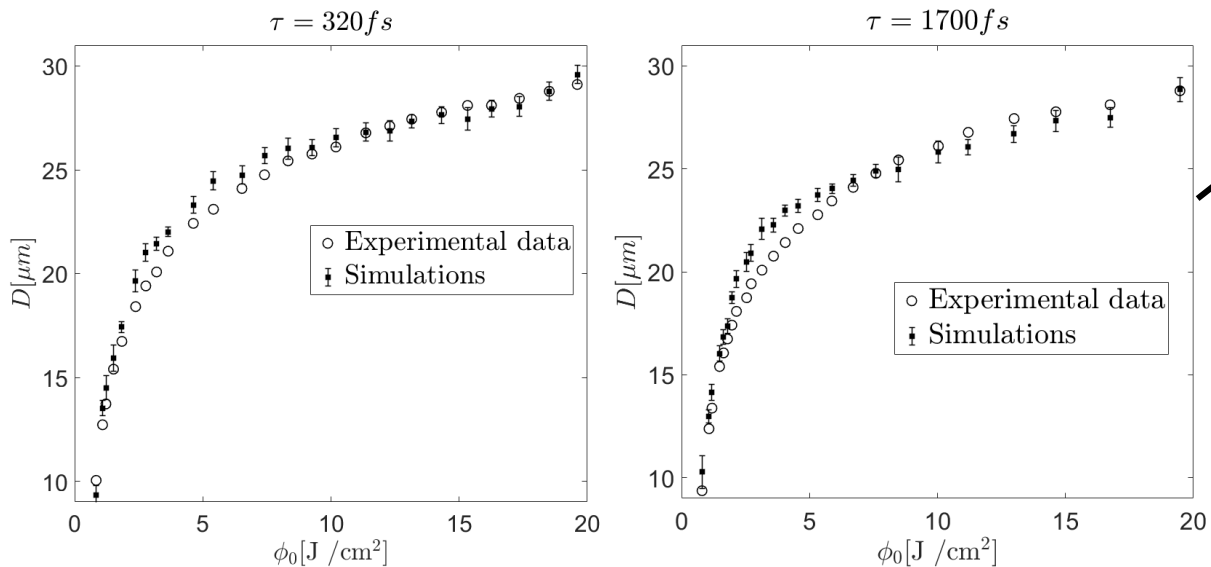 τ = 320fs
30
25
20
15
10
D[μm]
Experimental data
Simulations
0
5
10
15
20
ϕ₀[J /cm²]
τ = 1700fs
30
25
20
15
10
D[μm]
Experimental data
Simulations
0
5
10
15
20
ϕ₀[J /cm²]